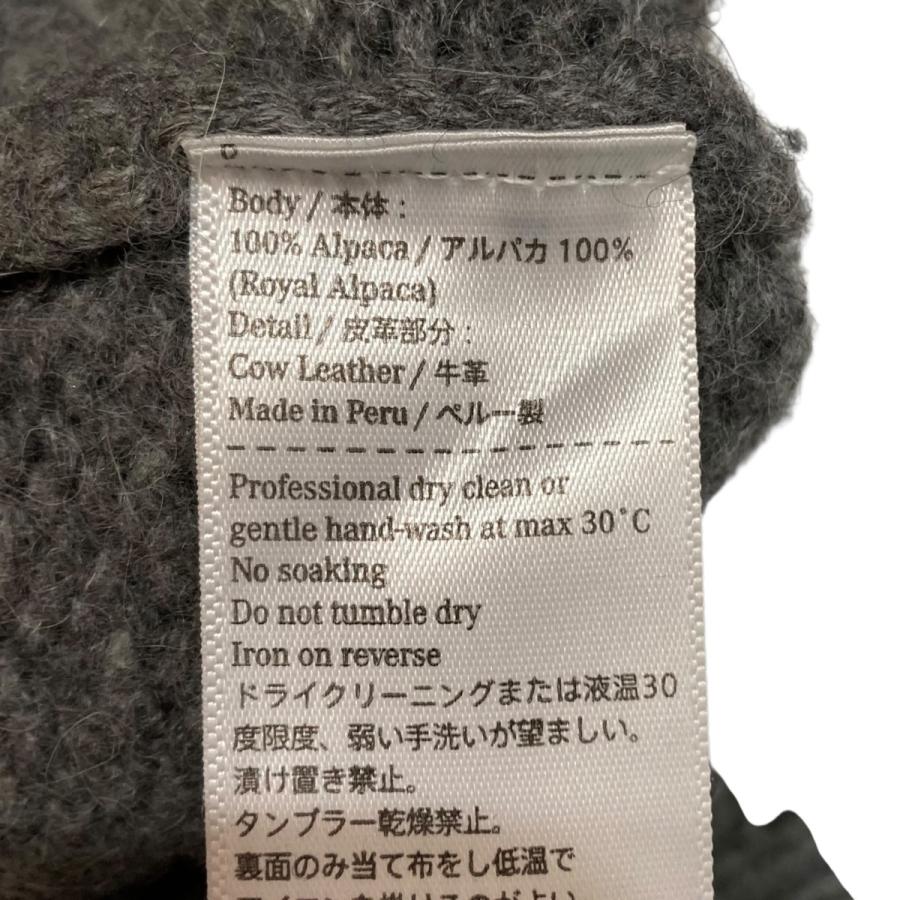 Body / 本体 :
100% Alpaca / アルパカ 100%
(Royal Alpaca)
Detail / 皮革部分 :
Cow Leather / 牛革
Made in Peru / ペルー製
Professional dry clean or
gentle hand-wash at max 30°C
No soaking
Do not tumble dry
Iron on reverse
ドライクリーニングまたは液温30
度限度、弱い手洗いが望ましい。
漬け置き禁止。
タンブラー乾燥禁止。
裏面のみ当て布をし低温で